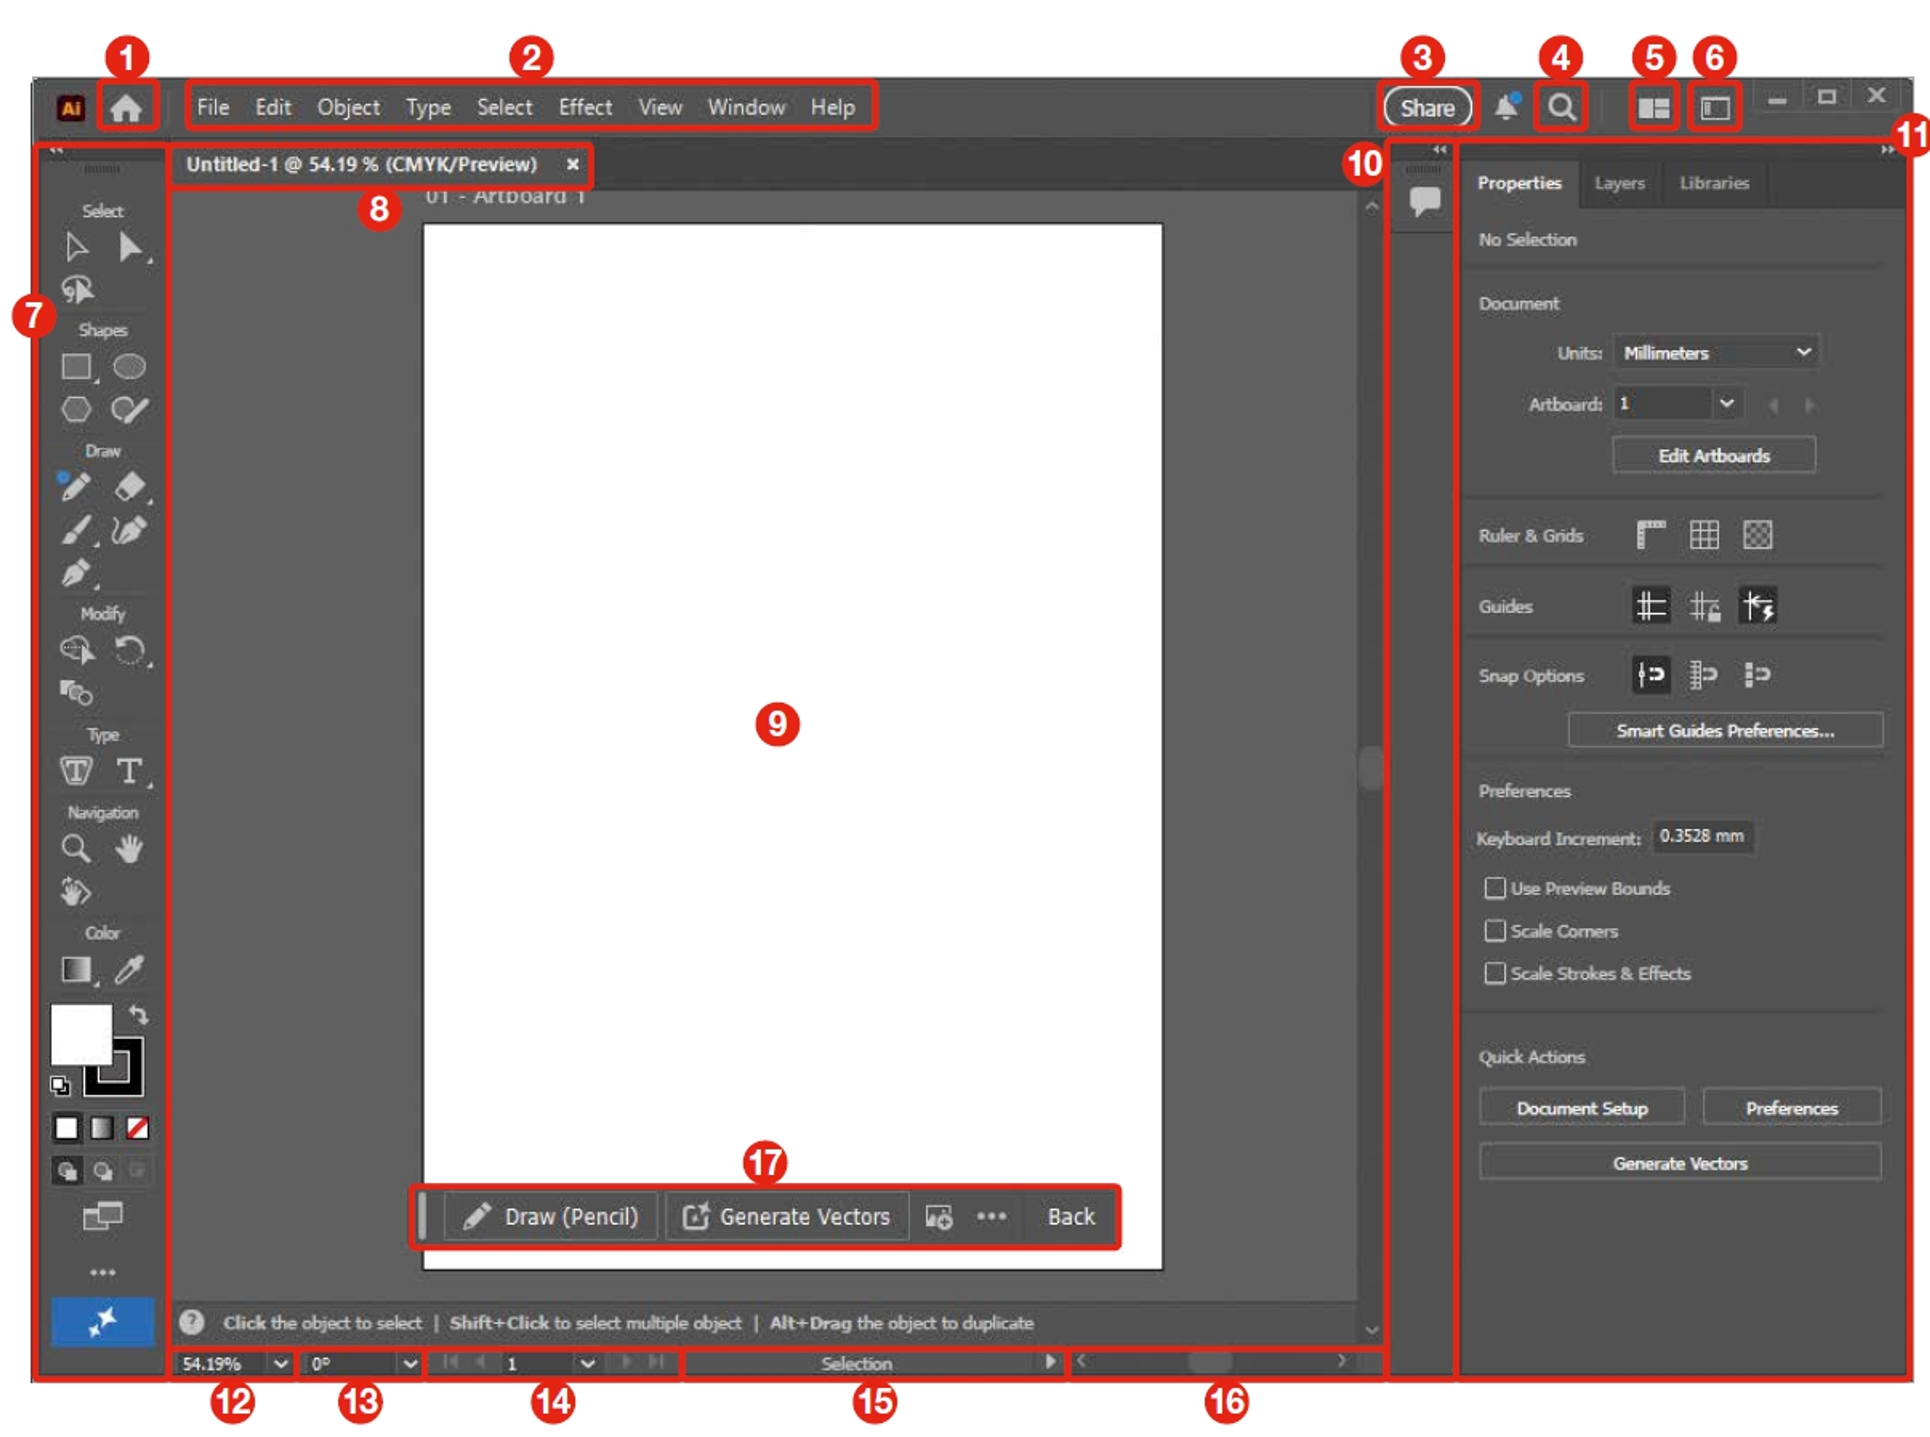 1
2
3
4
5
6
Ai
File Edit Object Type Select Effect View Window Help
Share
11
Untitled-1 @ 54.19 % (CMYK/Preview) ×
10
8
01 - Artboard 1
7
Select
Shapes
Draw
Modify
Type
Navigation
Color
9
17
Draw (Pencil) Generate Vectors Back
Click the object to select | Shift+Click to select multiple object | Alt+Drag the object to duplicate
54.19% 0° 1 Selection
12
13
14
15
16
Properties Layers Libraries
No Selection
Document
Units: Millimeters
Artboard: 1
Edit Artboards
Ruler & Grids
Guides
Snap Options
Smart Guides Preferences...
Preferences
Keyboard Increment: 0.3528 mm
Use Preview Bounds
Scale Corners
Scale Strokes & Effects
Quick Actions
Document Setup Preferences
Generate Vectors